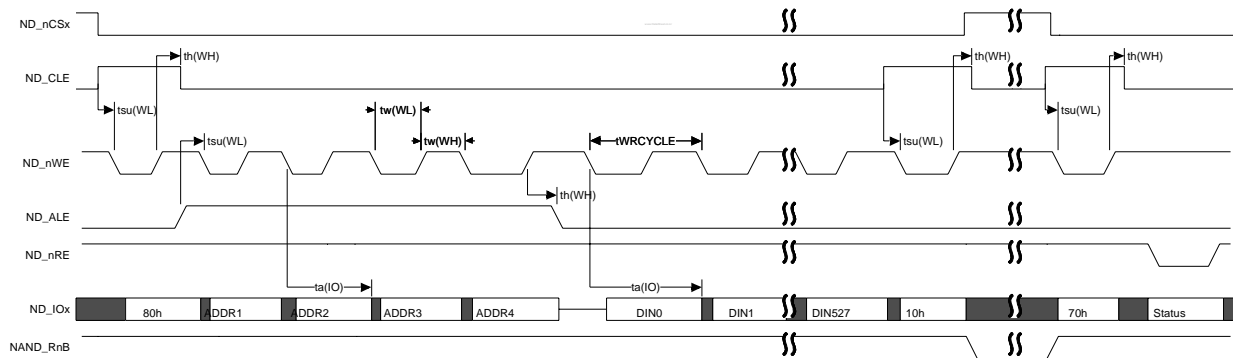 ND_nCSx
th(WH) th(WH) th(WH)
ND_CLE
tsu(WL) tw(WL) tsu(WL)
tsu(WL) tw(WH) tWRCYCLE tsu(WL)
ND_nWE
th(WH)
ND_ALE
ND_nRE
ta(IO) ta(IO)
ND_IOx 80h ADDR1 ADDR2 ADDR3 ADDR4 DIN0 DIN1 DIN527 10h 70h Status
NAND_RnB